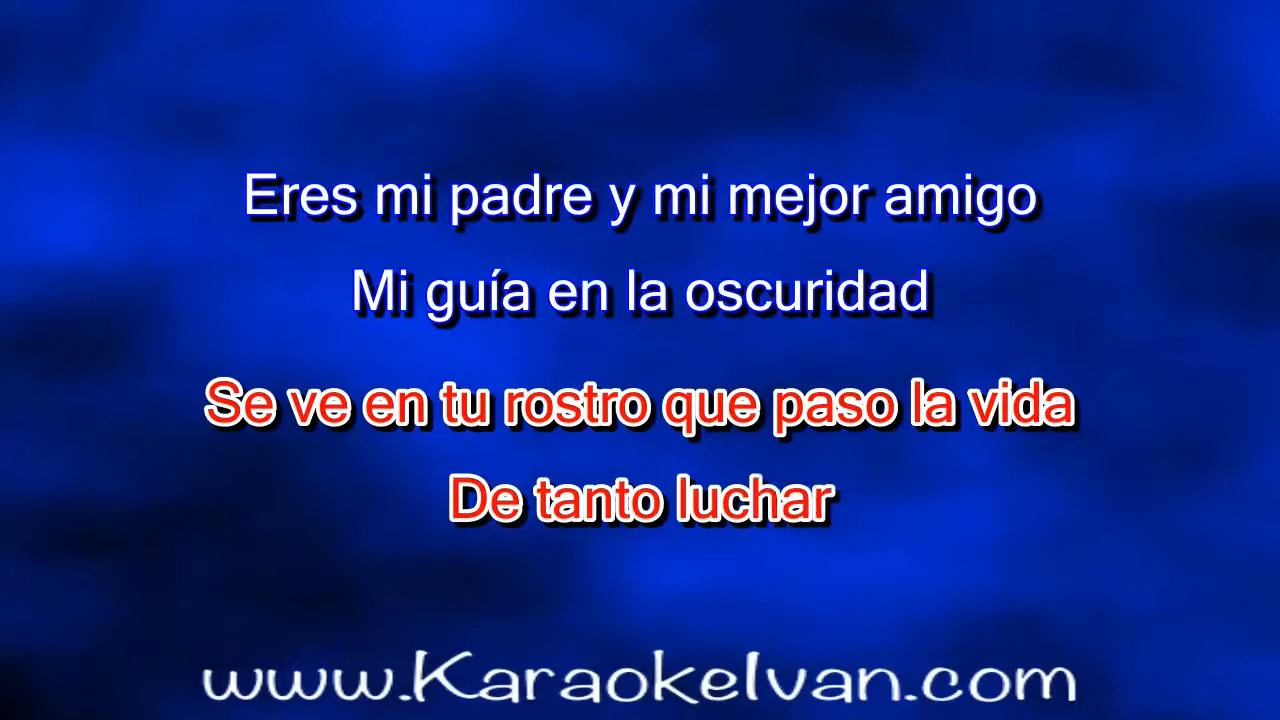 Eres mi padre y mi mejor amigo
Mi guía en la oscuridad
Se ve en tu rostro que paso la vida
De tanto luchar
www.KaraokeIvan.com